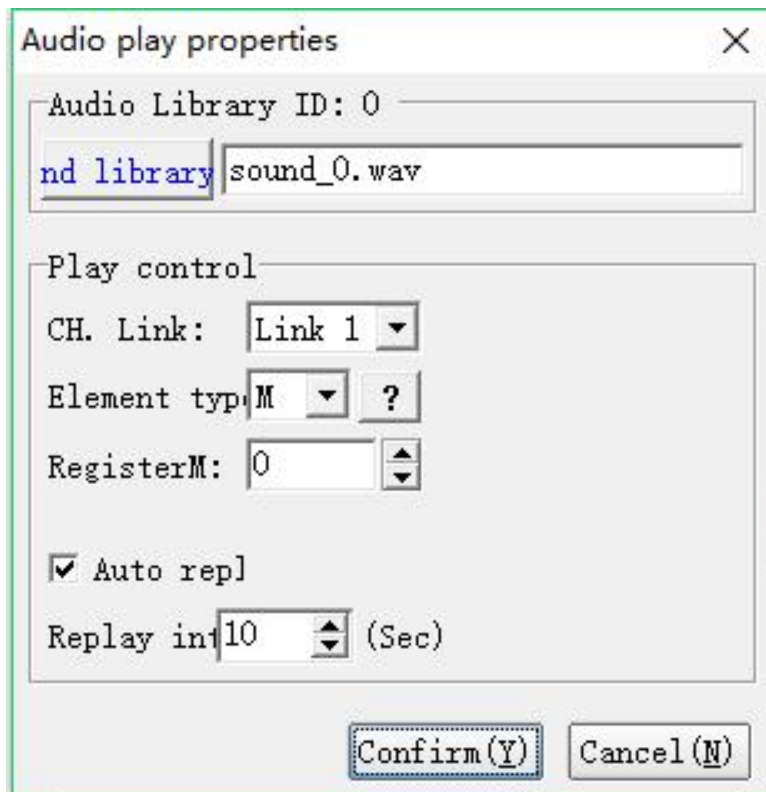 Audio play properties
Audio Library ID: 0
nd library sound_0.wav
Play control
CH. Link: Link 1
Element typ M ?
RegisterM: 0
Auto repl
Replay int 10 (Sec)
Confirm(Y) Cancel(N)